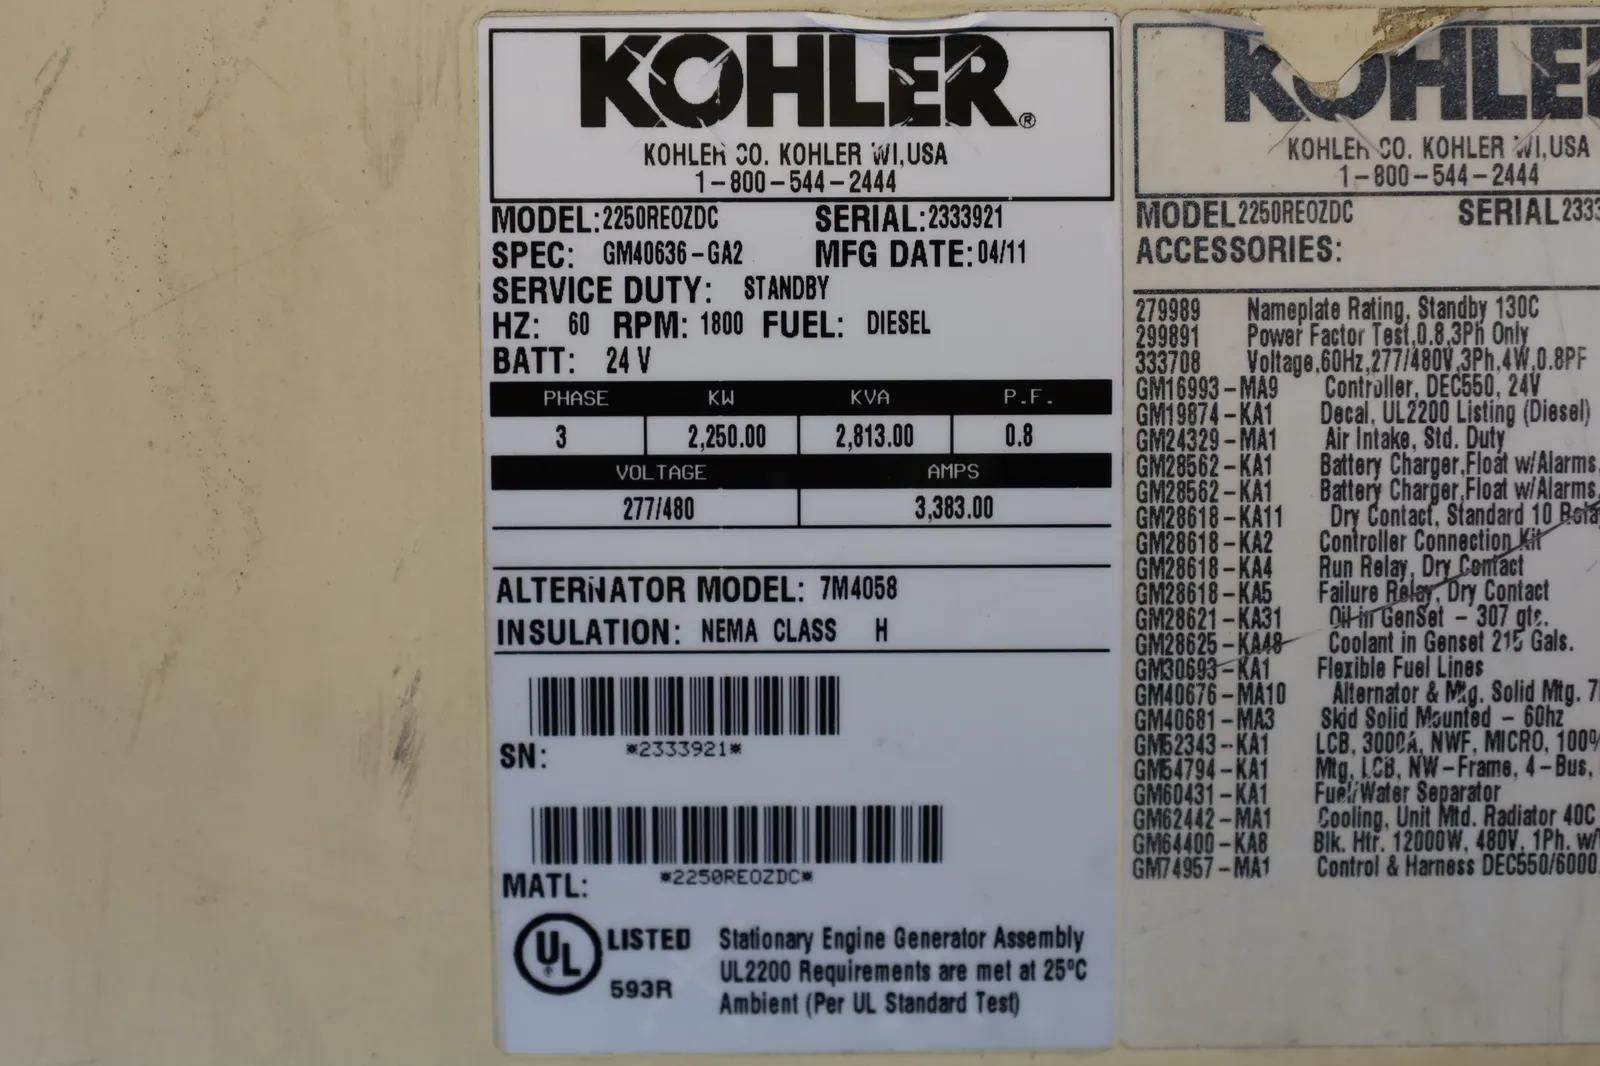 KOHLER®
KOHLER CO. KOHLER WI,USA
1-800-544-2444
MODEL: 2250REOZDC SERIAL: 2333921
SPEC: GM40636-GA2 MFG DATE: 04/11
SERVICE DUTY: STANDBY
HZ: 60 RPM: 1800 FUEL: DIESEL
BATT: 24 V
PHASE KW KVA P.F.
3 2,250.00 2,813.00 0.8
VOLTAGE AMPS
277/480 3,383.00
ALTERNATOR MODEL: 7M4058
INSULATION: NEMA CLASS H
SN: *2333921*
MATL: *2250REOZDC*
UL LISTED
593R
Stationary Engine Generator Assembly
UL2200 Requirements are met at 25°C
Ambient (Per UL Standard Test)
KOHLE
KOHLER CO. KOHLER WI,USA
1-800-544-2444
MODEL 2250REOZDC SERIAL 2333
ACCESSORIES:
279989 Nameplate Rating, Standby 130C
299891 Power Factor Test,0.8,3Ph Only
333708 Voltage,60Hz,277/480V,3Ph,4W,0.8PF
GM16993-MA9 Controller, DEC550, 24V
GM19874-KA1 Decal, UL2200 Listing (Diesel)
GM24329-MA1 Air Intake, Std. Duty
GM28562-KA1 Battery Charger,Float w/Alarms,
GM28562-KA1 Battery Charger,Float w/Alarms,
GM28618-KA11 Dry Contact, Standard 10 Rela
GM28618-KA2 Controller Connection Kit
GM28618-KA4 Run Relay, Dry Contact
GM28618-KA5 Failure Relay, Dry Contact
GM28621-KA31 Oil in GenSet - 307 qts.
GM28625-KA48 Coolant in Genset 215 Gals.
GM30693-KA1 Flexible Fuel Lines
GM40676-MA10 Alternator & Mtg. Solid Mtg. 7
GM40681-MA3 Skid Solid Mounted - 60hz
GM52343-KA1 LCB, 3000A, NWF, MICRO, 100%
GM54794-KA1 Mtg, LCB, NW-Frame, 4-Bus,
GM60431-KA1 Fuel/Water Separator
GM62442-MA1 Cooling, Unit Mtd. Radiator 40C
GM64400-KA8 Blk. Htr. 12000W, 480V, 1Ph. w/
GM74957-MA1 Control & Harness DEC550/6000